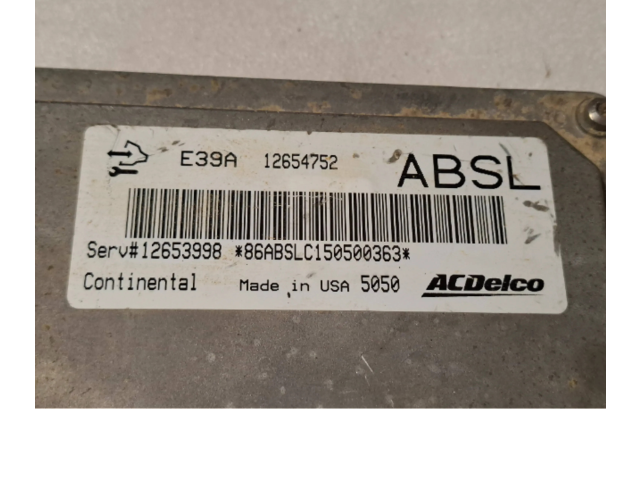 E39A 12654752 ABSL
Serv#12653998 *86ABSLC150500363*
Continental Made in USA 5050 ACDelco